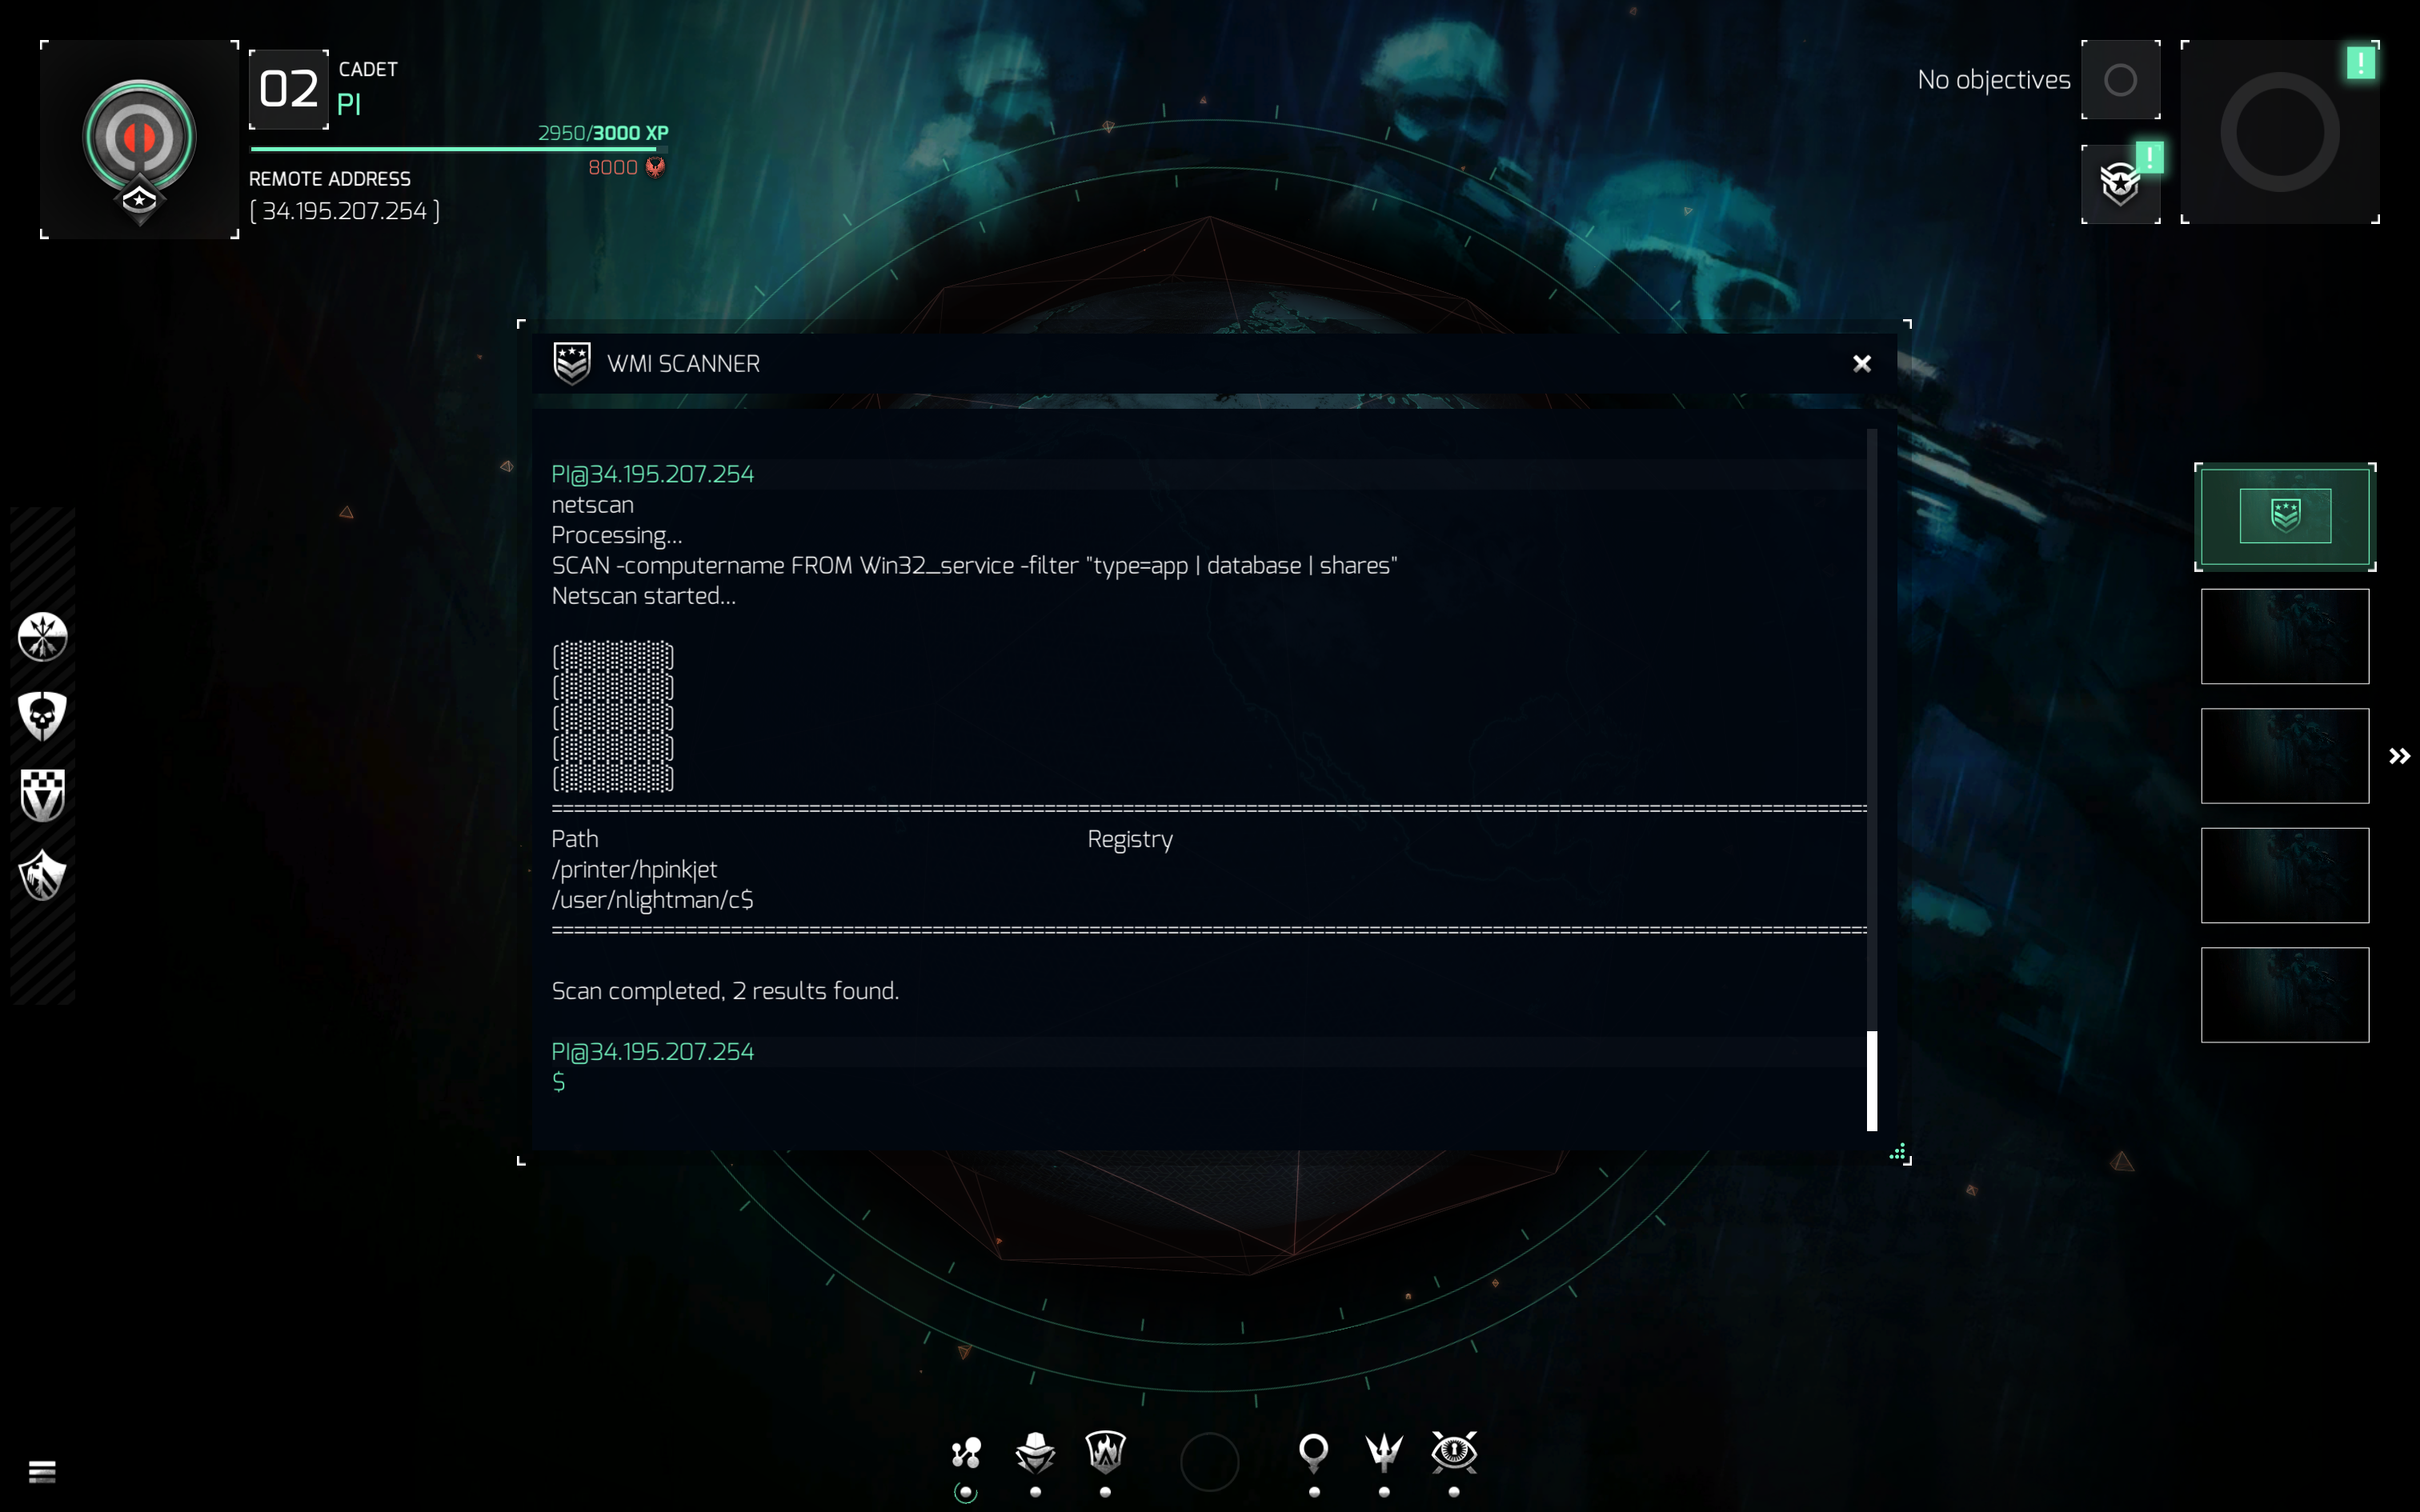 02
CADET
PI
2950/3000 XP
8000
REMOTE ADDRESS
[ 34.195.207.254 ]
No objectives
!
!
WMI SCANNER
PI@34.195.207.254
netscan
Processing...
SCAN -computername FROM Win32_service -filter "type=app | database | shares"
Netscan started...
Path Registry
/printer/hpinkjet
/user/nlightman/c$
Scan completed, 2 results found.
PI@34.195.207.254
$